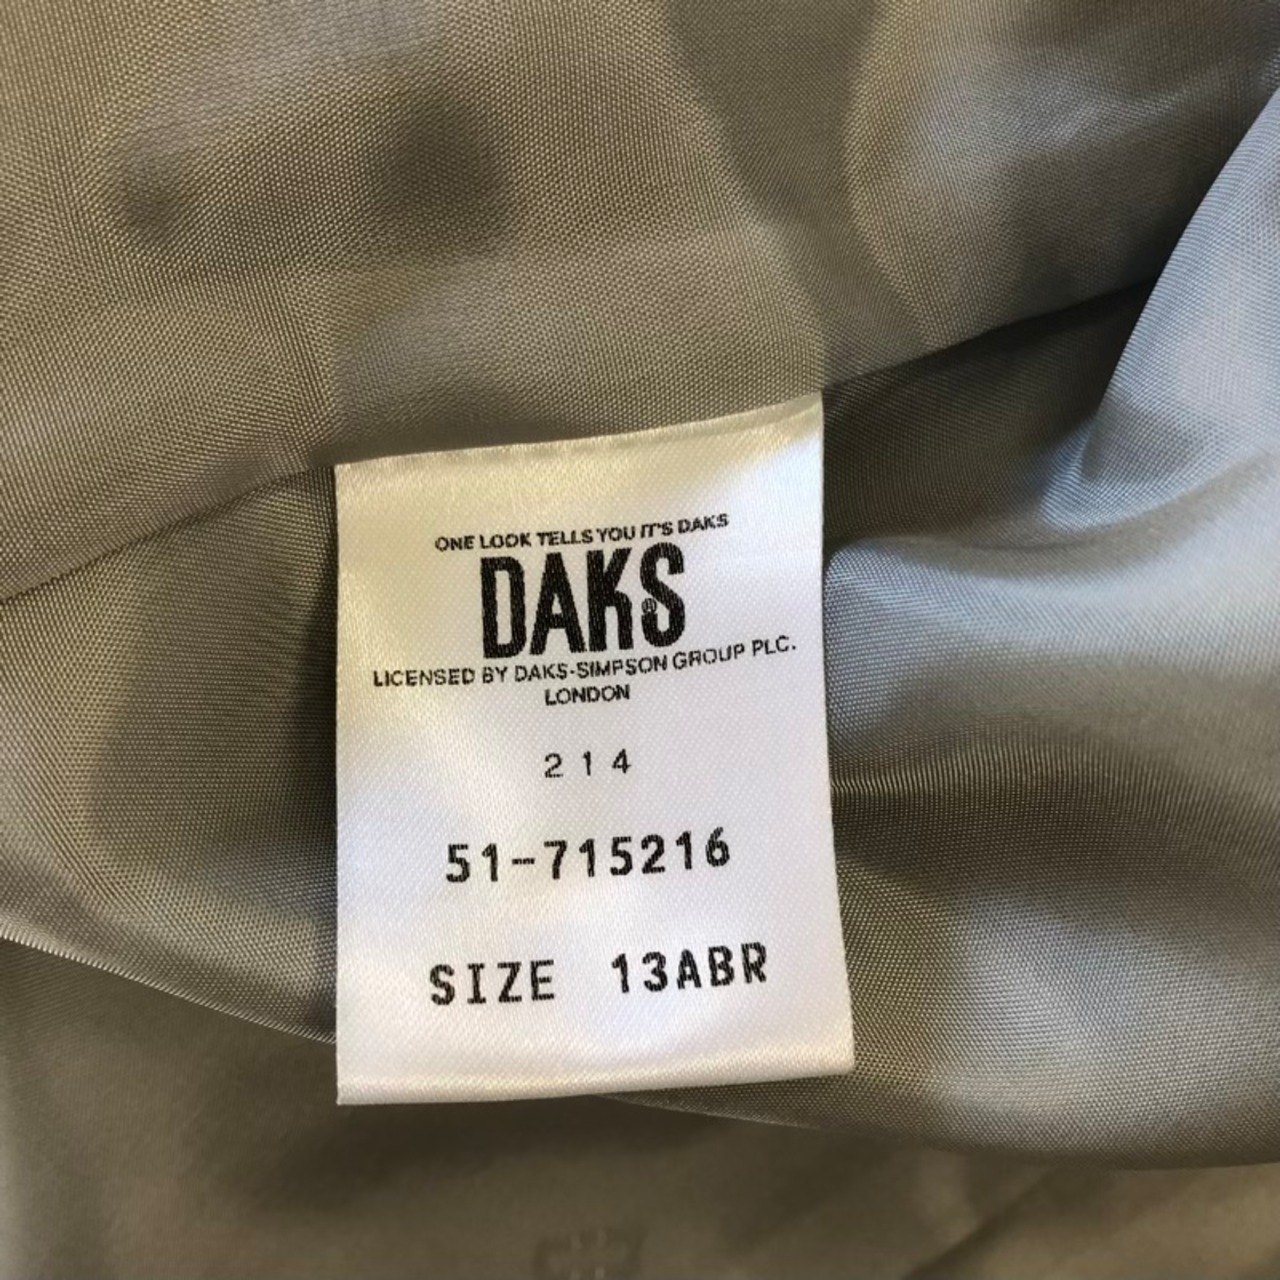 ONE LOOK TELLS YOU IT'S DAKS
DAKS®
LICENSED BY DAKS-SIMPSON GROUP PLC.
LONDON
214
51-715216
SIZE 13ABR